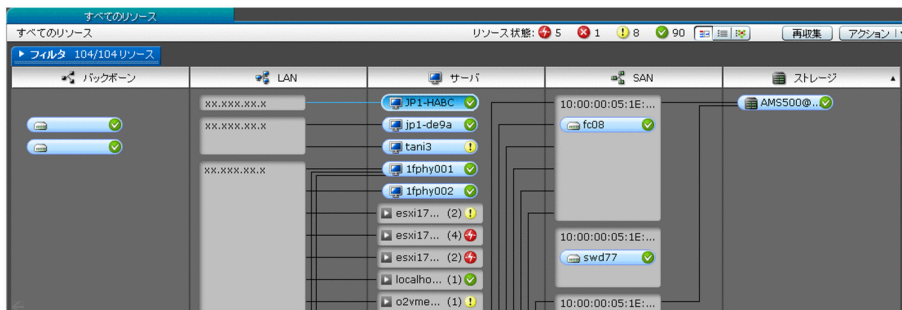 すべてのリソース
すべてのリソース リソース状態: 5 1 8 90 再収集 アクション
フィルタ 104/104リソース
バックボーン LAN サーバ SAN ストレージ
xx.xxx.xx.x JP1-HABC 10:00:00:05:1E:... AMS500@...
xx.xxx.xx.x jp1-de9a fc08
tani3
xx.xxx.xx.x 1fphy001
1fphy002
esxi17... (2)
esxi17... (4) 10:00:00:05:1E:...
esxi17... (2) swd77
localho... (1)
o2vme... (1) 10:00:00:05:1E:...